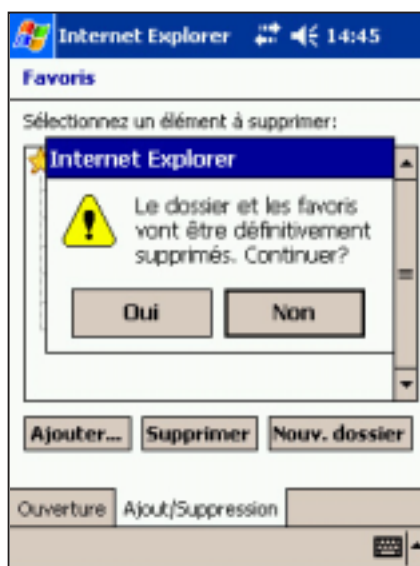 Internet Explorer 14:45
Favoris
Sélectionnez un élément à supprimer:
Internet Explorer
Le dossier et les favoris
vont être définitivement
supprimés. Continuer?
Oui Non
Ajouter... Supprimer Nouv. dossier
Ouverture Ajout/Suppression